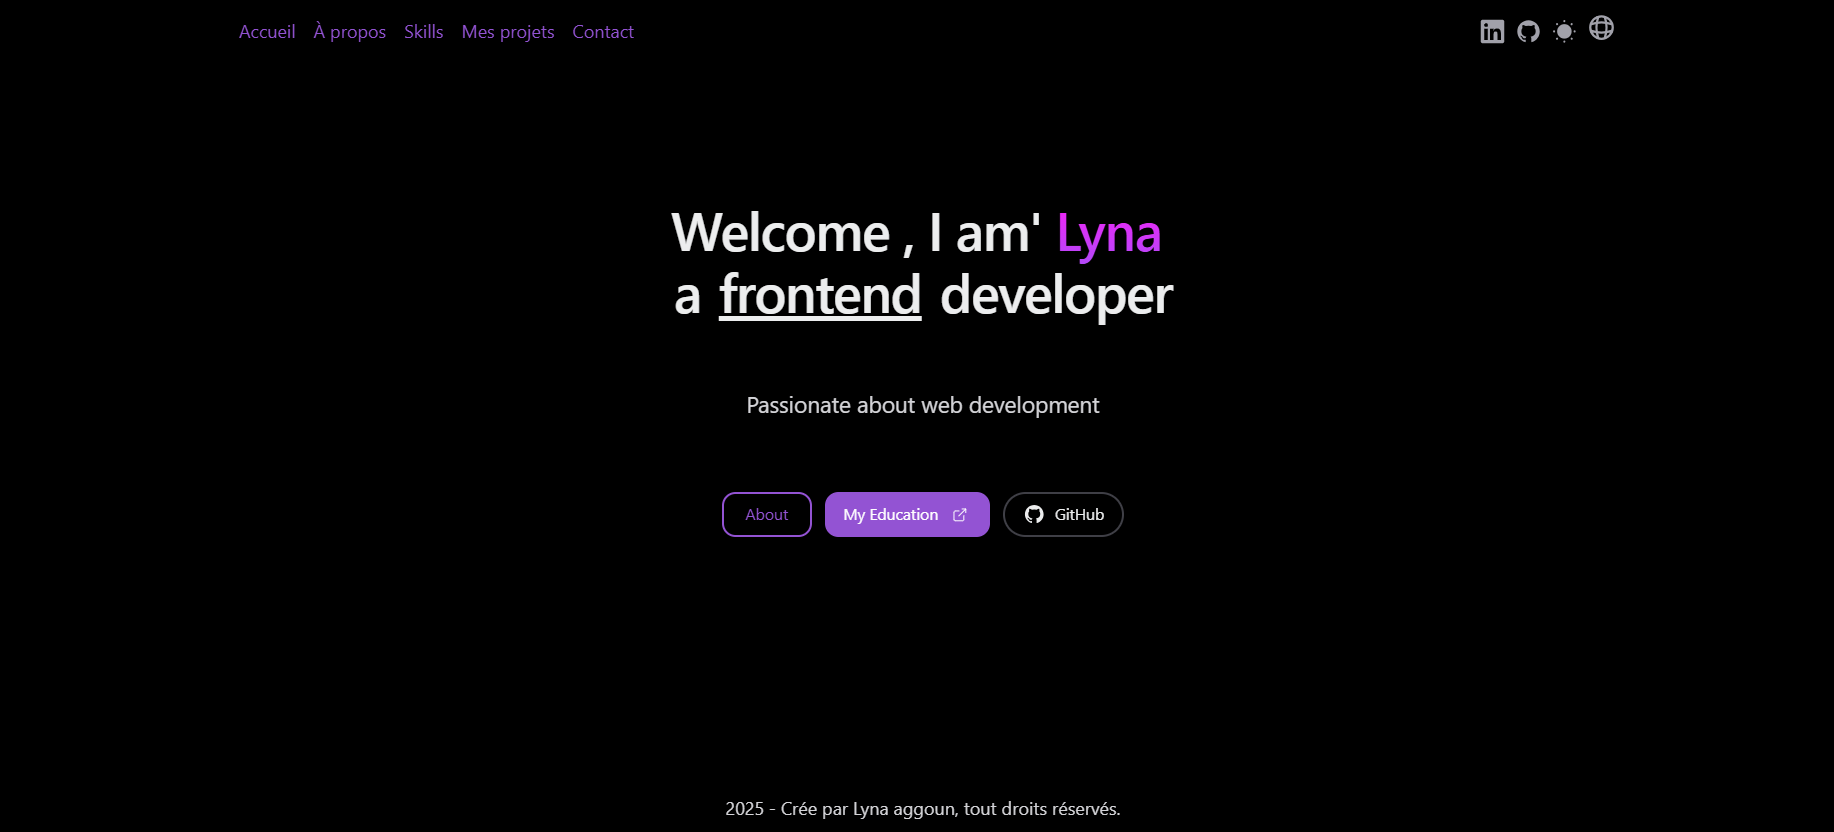 Accueil À propos Skills Mes projets Contact
Welcome , I am' Lyna
a frontend developer
Passionate about web development
About My Education GitHub
2025 - Crée par Lyna aggoun, tout droits réservés.